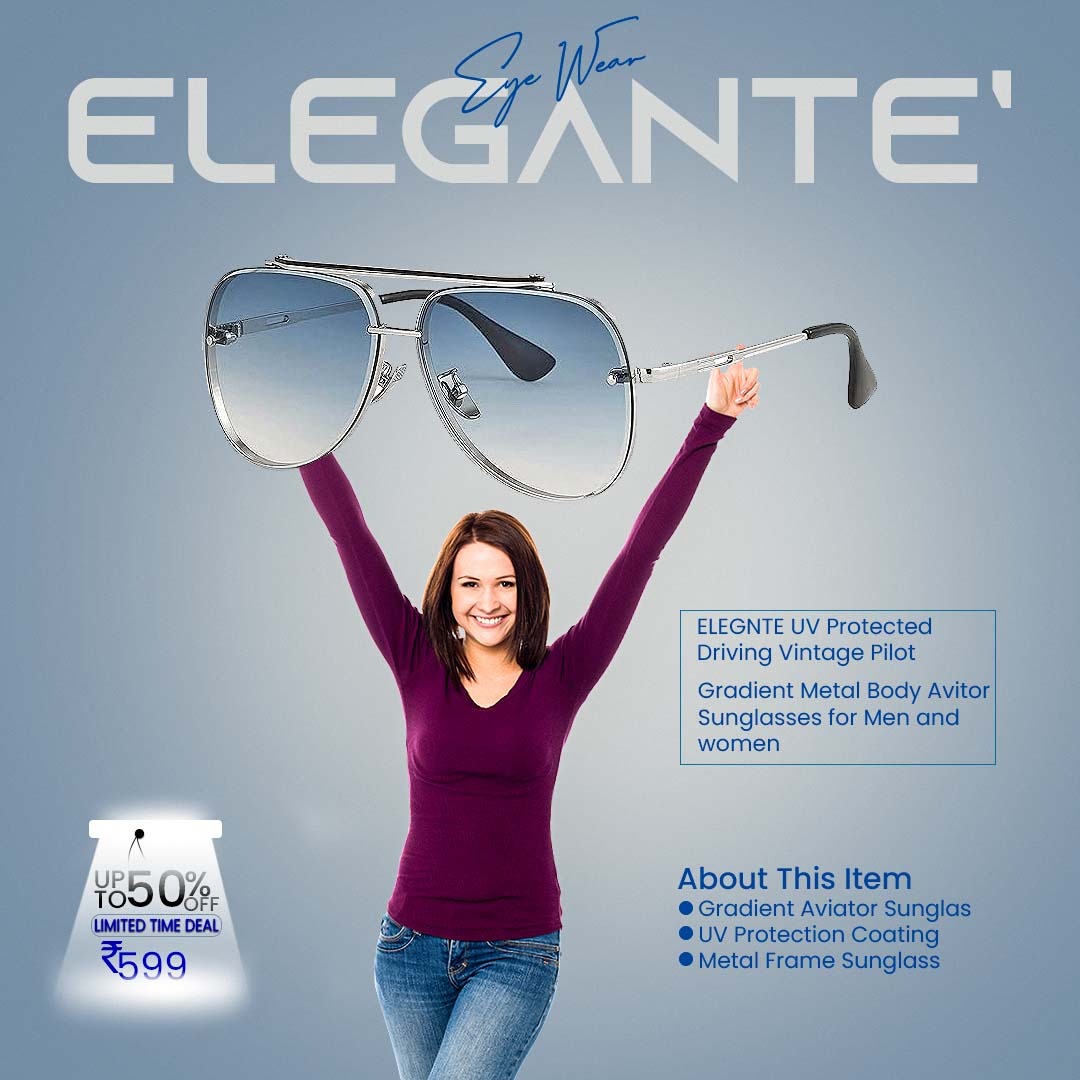 Eye Wear
ELEGANTE'
ELEGNTE UV Protected
Driving Vintage Pilot
Gradient Metal Body Avitor
Sunglasses for Men and
women
UP TO 50% OFF
LIMITED TIME DEAL
₹599
About This Item
● Gradient Aviator Sunglas
● UV Protection Coating
● Metal Frame Sunglass